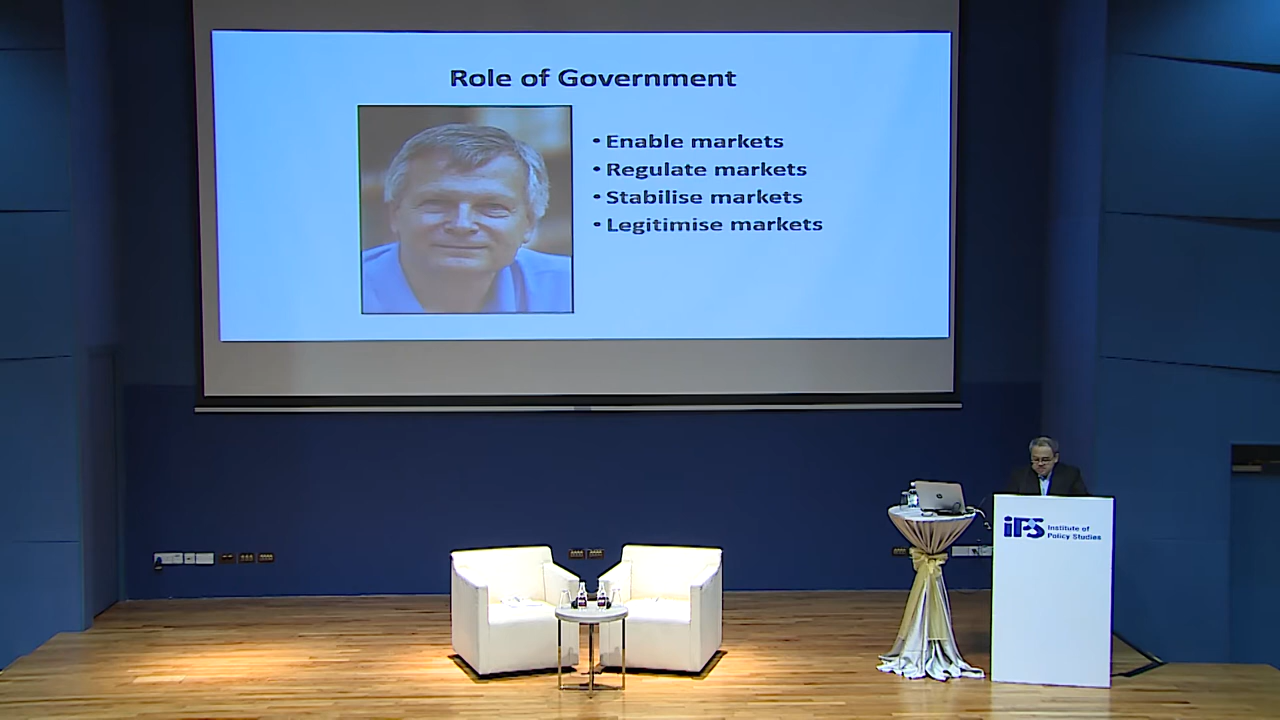 Role of Government
• Enable markets
• Regulate markets
• Stabilise markets
• Legitimise markets
iPS Institute of
Policy Studies